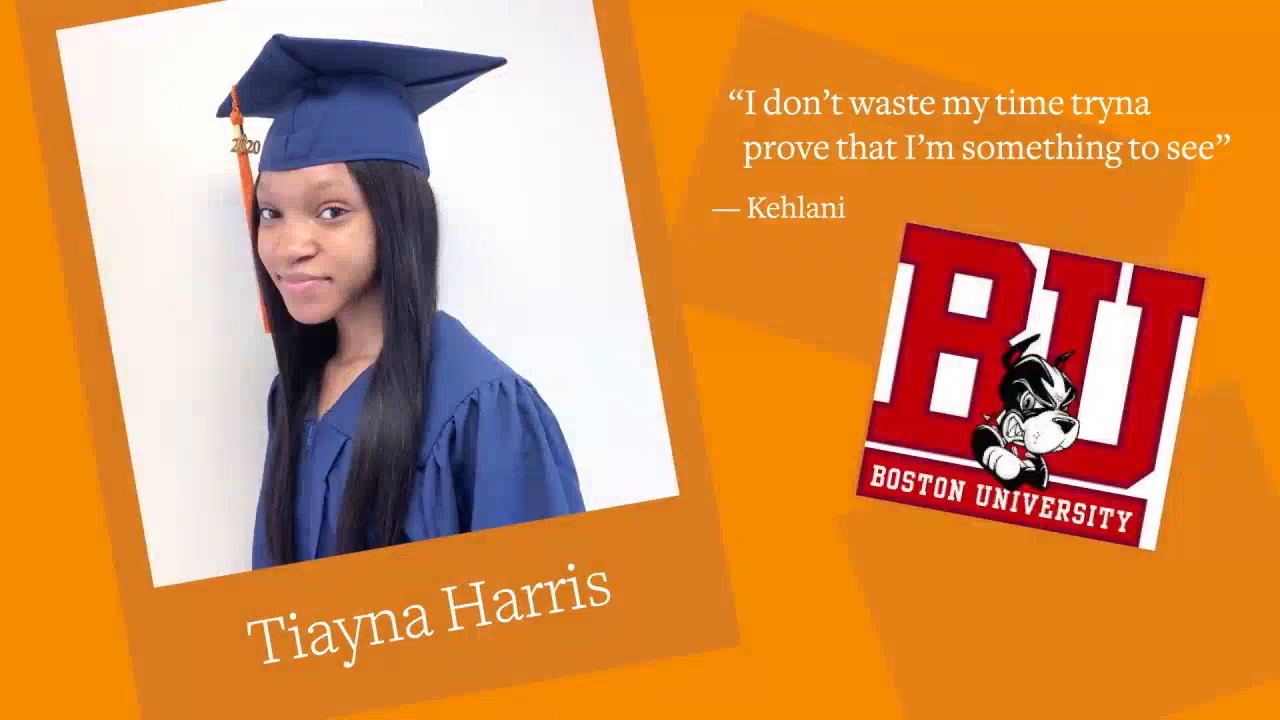 “I don’t waste my time tryna
prove that I’m something to see”
— Kehlani
2020
BU
BOSTON UNIVERSITY
Tiayna Harris